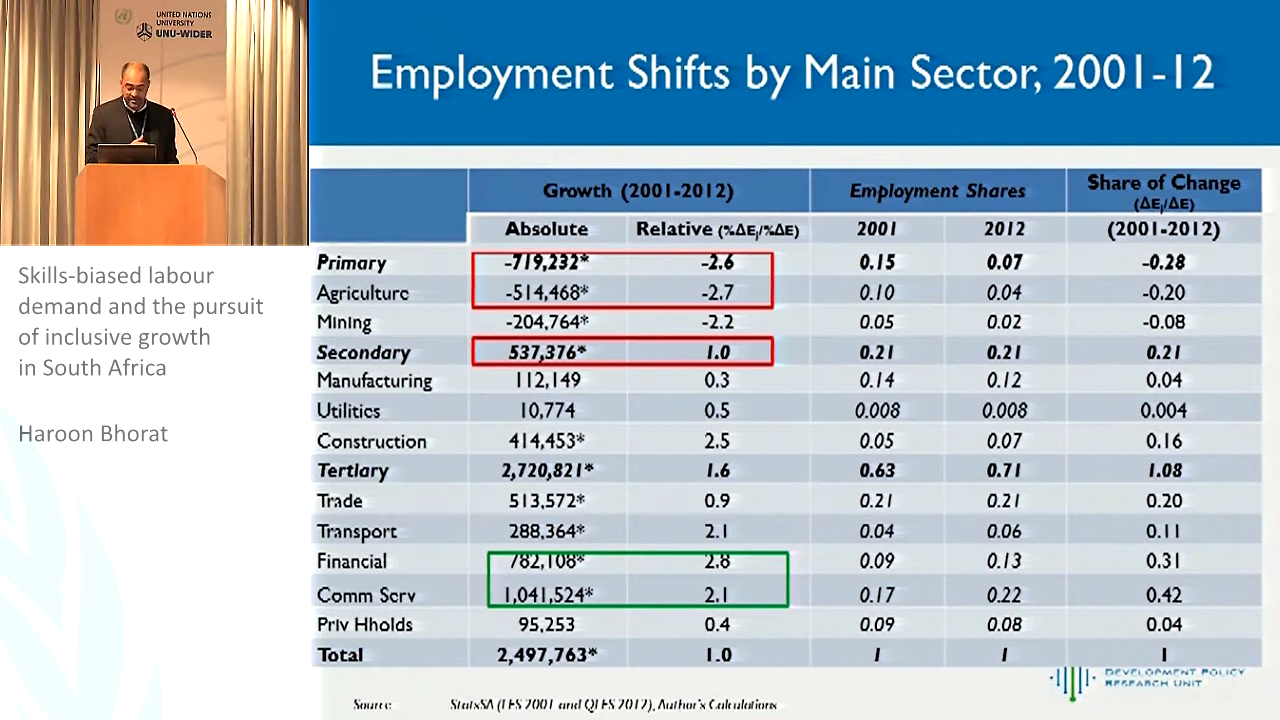 UNITED NATIONS
UNIVERSITY
UNU-WIDER
Skills-biased labour
demand and the pursuit
of inclusive growth
in South Africa
Haroon Bhorat
Employment Shifts by Main Sector, 2001-12
Growth (2001-2012) Employment Shares Share of Change (ΔEj/ΔE)
Absolute Relative (%ΔEj/%ΔE) 2001 2012 (2001-2012)
Primary -719,232* -2.6 0.15 0.07 -0.28
Agriculture -514,468* -2.7 0.10 0.04 -0.20
Mining -204,764* -2.2 0.05 0.02 -0.08
Secondary 537,376* 1.0 0.21 0.21 0.21
Manufacturing 112,149 0.3 0.14 0.12 0.04
Utilities 10,774 0.5 0.008 0.008 0.004
Construction 414,453* 2.5 0.05 0.07 0.16
Tertiary 2,720,821* 1.6 0.63 0.71 1.08
Trade 513,572* 0.9 0.21 0.21 0.20
Transport 288,364* 2.1 0.04 0.06 0.11
Financial 782,108* 2.8 0.09 0.13 0.31
Comm Serv 1,041,524* 2.1 0.17 0.22 0.42
Priv Hholds 95,253 0.4 0.09 0.08 0.04
Total 2,497,763* 1.0 1 1 1
DEVELOPMENT POLICY
RESEARCH UNIT
Source: StatsSA (LFS 2001 and QLFS 2012), Author's Calculations